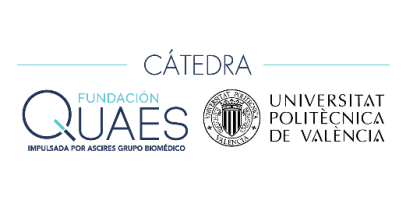 CÁTEDRA
FUNDACIÓN
QUAES
IMPULSADA POR ASCIRES GRUPO BIOMÉDICO
UNIVERSITAT
POLITÈCNICA
DE VALÈNCIA